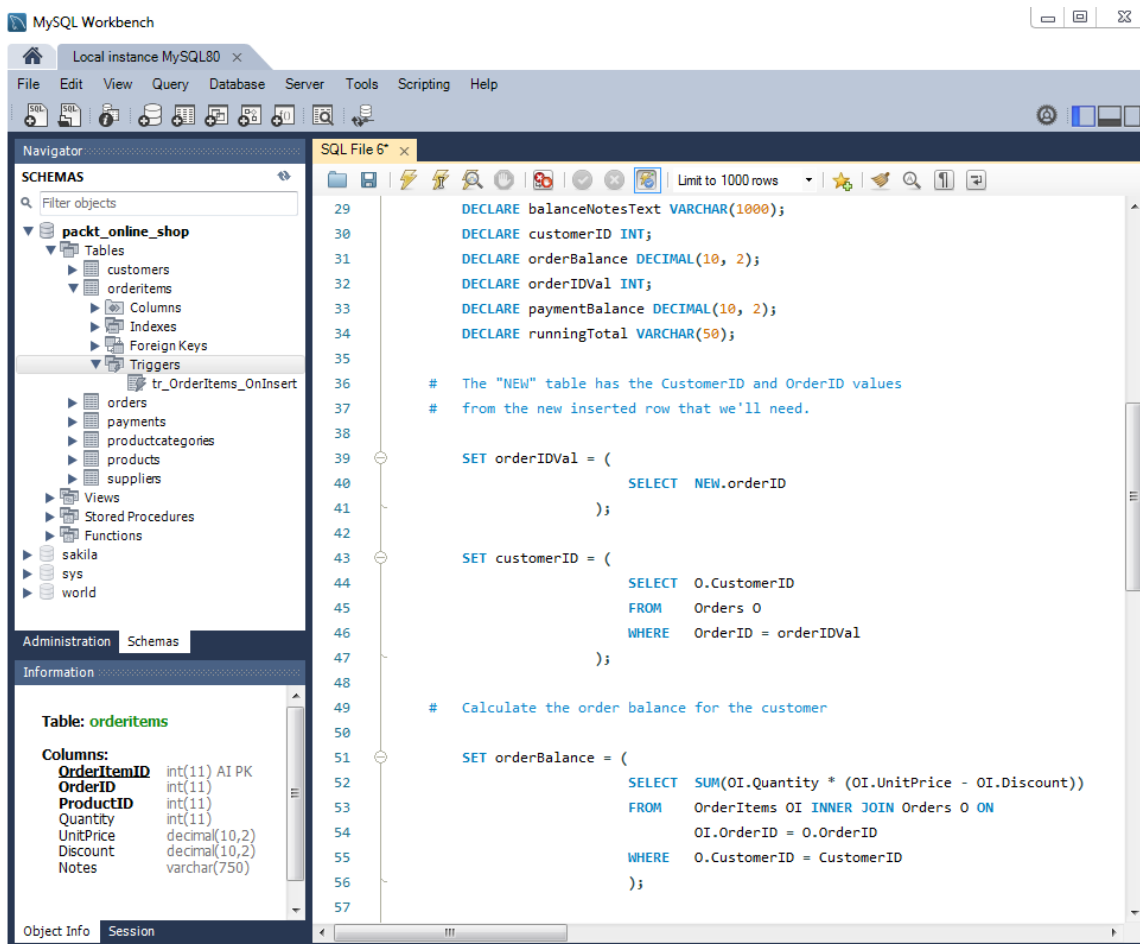 MySQL Workbench
Local instance MySQL80
File Edit View Query Database Server Tools Scripting Help
Navigator
SCHEMAS
Filter objects
packt_online_shop
Tables
customers
orderitems
Columns
Indexes
Foreign Keys
Triggers
tr_OrderItems_OnInsert
orders
payments
productcategories
products
suppliers
Views
Stored Procedures
Functions
sakila
sys
world
Administration Schemas
Information
Table: orderitems
Columns:
OrderItemID int(11) AI PK
OrderID int(11)
ProductID int(11)
Quantity int(11)
UnitPrice decimal(10,2)
Discount decimal(10,2)
Notes varchar(750)
Object Info Session
SQL File 6*
Limit to 1000 rows
29 DECLARE balanceNotesText VARCHAR(1000);
30 DECLARE customerID INT;
31 DECLARE orderBalance DECIMAL(10, 2);
32 DECLARE orderIDVal INT;
33 DECLARE paymentBalance DECIMAL(10, 2);
34 DECLARE runningTotal VARCHAR(50);
35
36 # The "NEW" table has the CustomerID and OrderID values
37 # from the new inserted row that we'll need.
38
39 SET orderIDVal = (
40 SELECT NEW.orderID
41 );
42
43 SET customerID = (
44 SELECT O.CustomerID
45 FROM Orders O
46 WHERE OrderID = orderIDVal
47 );
48
49 # Calculate the order balance for the customer
50
51 SET orderBalance = (
52 SELECT SUM(OI.Quantity * (OI.UnitPrice - OI.Discount))
53 FROM OrderItems OI INNER JOIN Orders O ON
54 OI.OrderID = O.OrderID
55 WHERE O.CustomerID = CustomerID
56 );
57